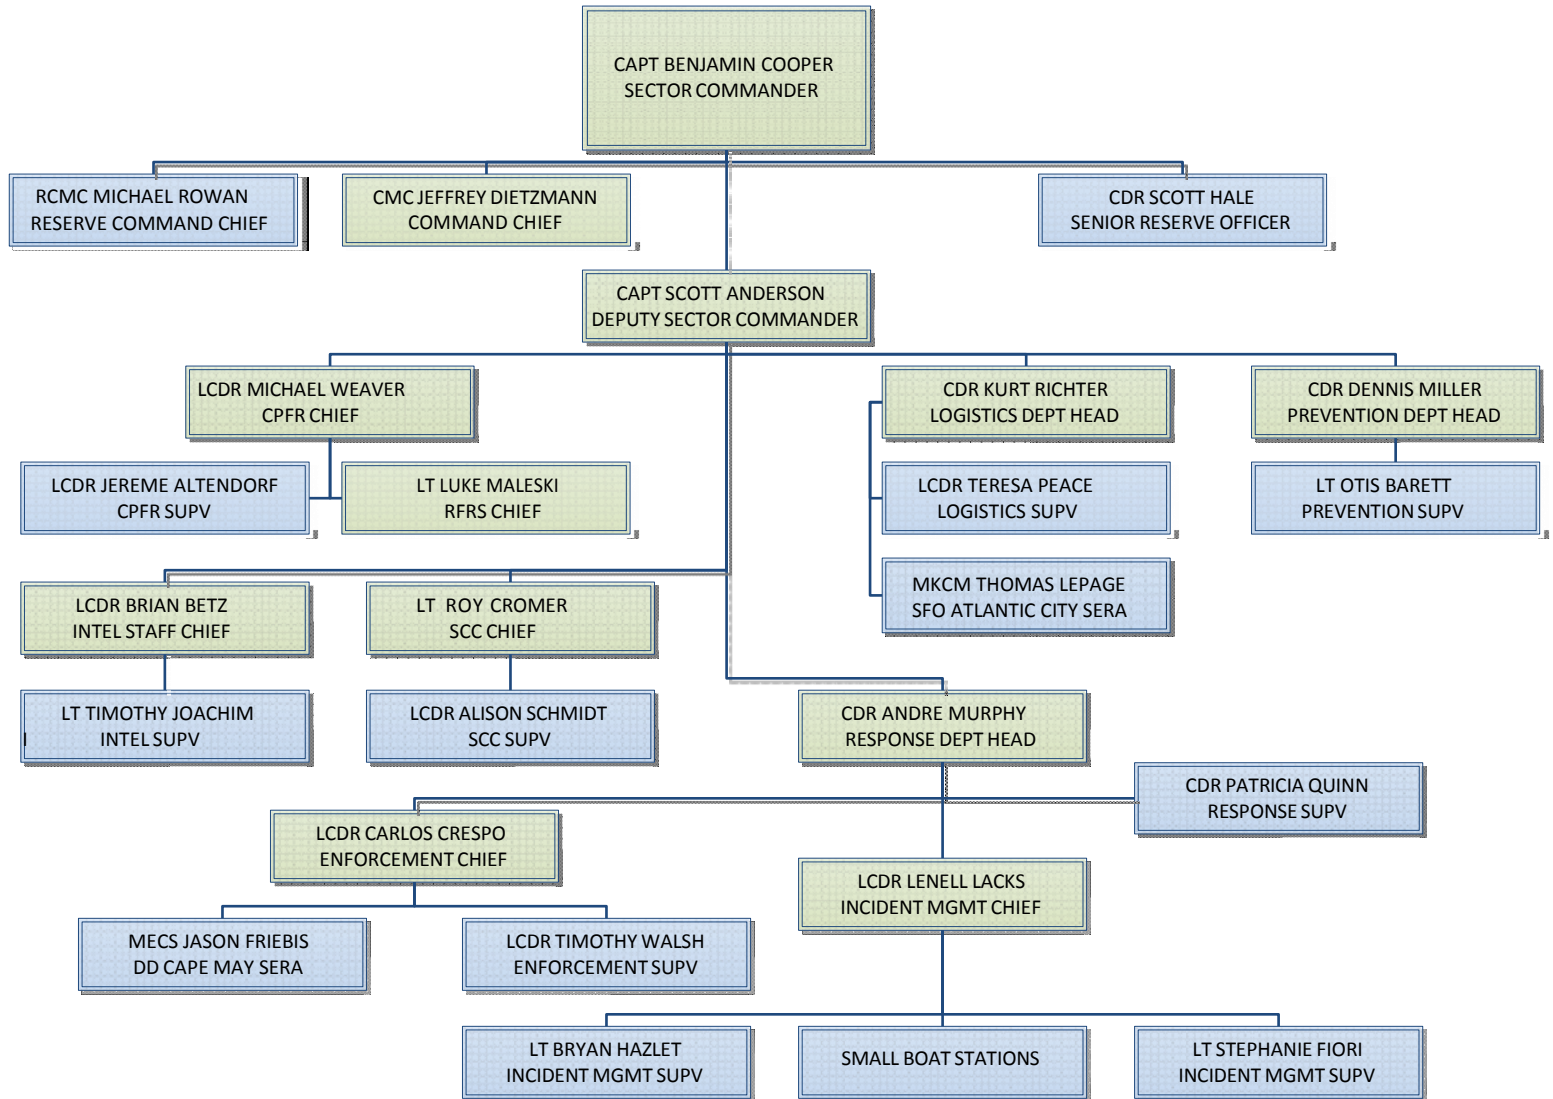 CAPT BENJAMIN COOPER
SECTOR COMMANDER
RCMC MICHAEL ROWAN
RESERVE COMMAND CHIEF
CMC JEFFREY DIETZMANN
COMMAND CHIEF
CDR SCOTT HALE
SENIOR RESERVE OFFICER
CAPT SCOTT ANDERSON
DEPUTY SECTOR COMMANDER
LCDR MICHAEL WEAVER
CPFR CHIEF
CDR KURT RICHTER
LOGISTICS DEPT HEAD
CDR DENNIS MILLER
PREVENTION DEPT HEAD
LCDR JEREME ALTENDORF
CPFR SUPV
LT LUKE MALESKI
RFRS CHIEF
LCDR TERESA PEACE
LOGISTICS SUPV
LT OTIS BARETT
PREVENTION SUPV
MKCM THOMAS LEPAGE
SFO ATLANTIC CITY SERA
LCDR BRIAN BETZ
INTEL STAFF CHIEF
LT ROY CROMER
SCC CHIEF
LT TIMOTHY JOACHIM
INTEL SUPV
LCDR ALISON SCHMIDT
SCC SUPV
CDR ANDRE MURPHY
RESPONSE DEPT HEAD
CDR PATRICIA QUINN
RESPONSE SUPV
LCDR CARLOS CRESPO
ENFORCEMENT CHIEF
LCDR LENELL LACKS
INCIDENT MGMT CHIEF
MECS JASON FRIEBIS
DD CAPE MAY SERA
LCDR TIMOTHY WALSH
ENFORCEMENT SUPV
LT BRYAN HAZLET
INCIDENT MGMT SUPV
SMALL BOAT STATIONS
LT STEPHANIE FIORI
INCIDENT MGMT SUPV